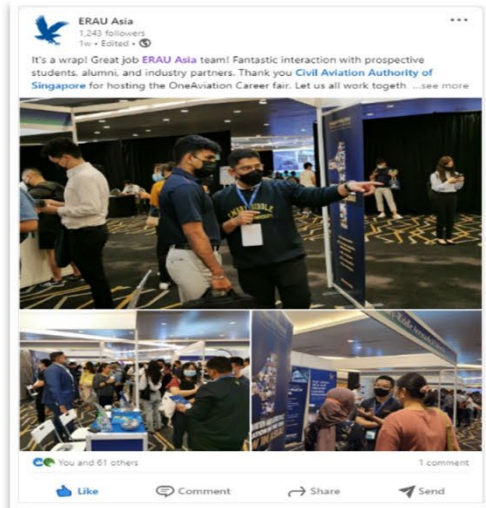 ERAU Asia
1,243 followers
1w • Edited •
It's a wrap! Great job ERAU Asia team! Fantastic interaction with prospective
students, alumni, and industry partners. Thank you Civil Aviation Authority of
Singapore for hosting the OneAviation Career fair. Let us all work togeth ...see more
You and 61 others
1 comment
Like
Comment
Share
Send